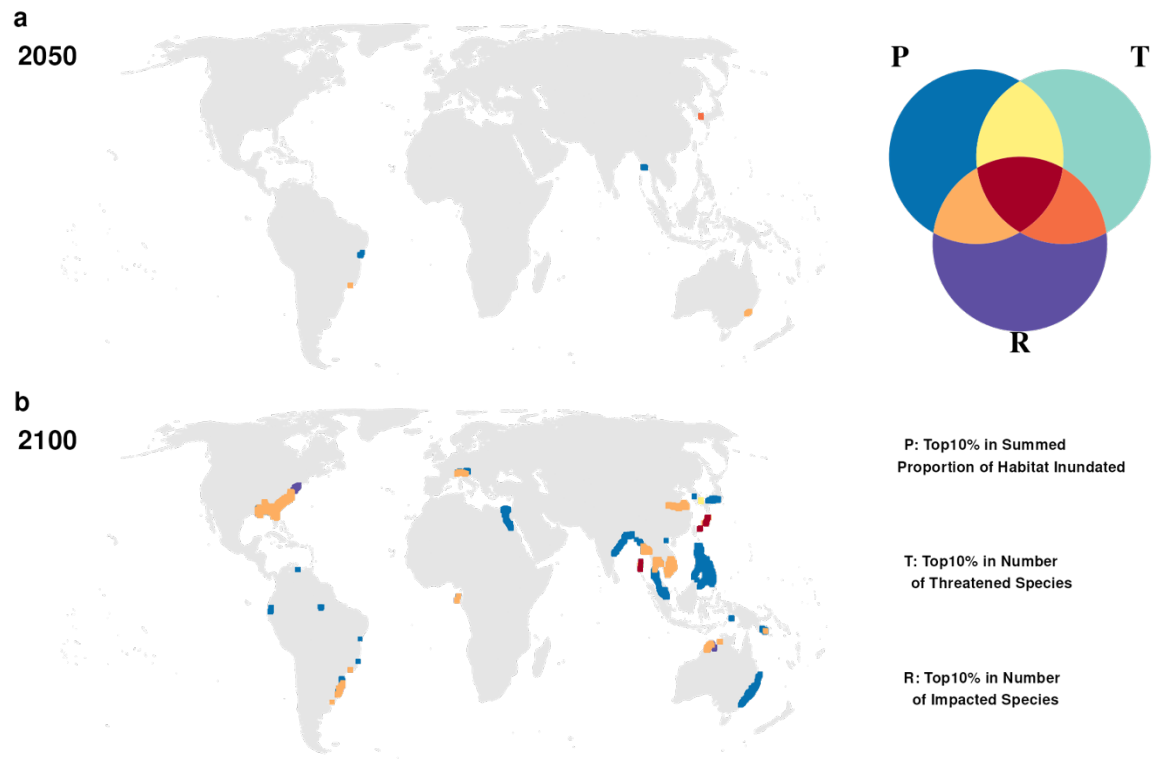 a
2050
P
T
R
b
2100
P: Top10% in Summed
Proportion of Habitat Inundated
T: Top10% in Number
of Threatened Species
R: Top10% in Number
of Impacted Species